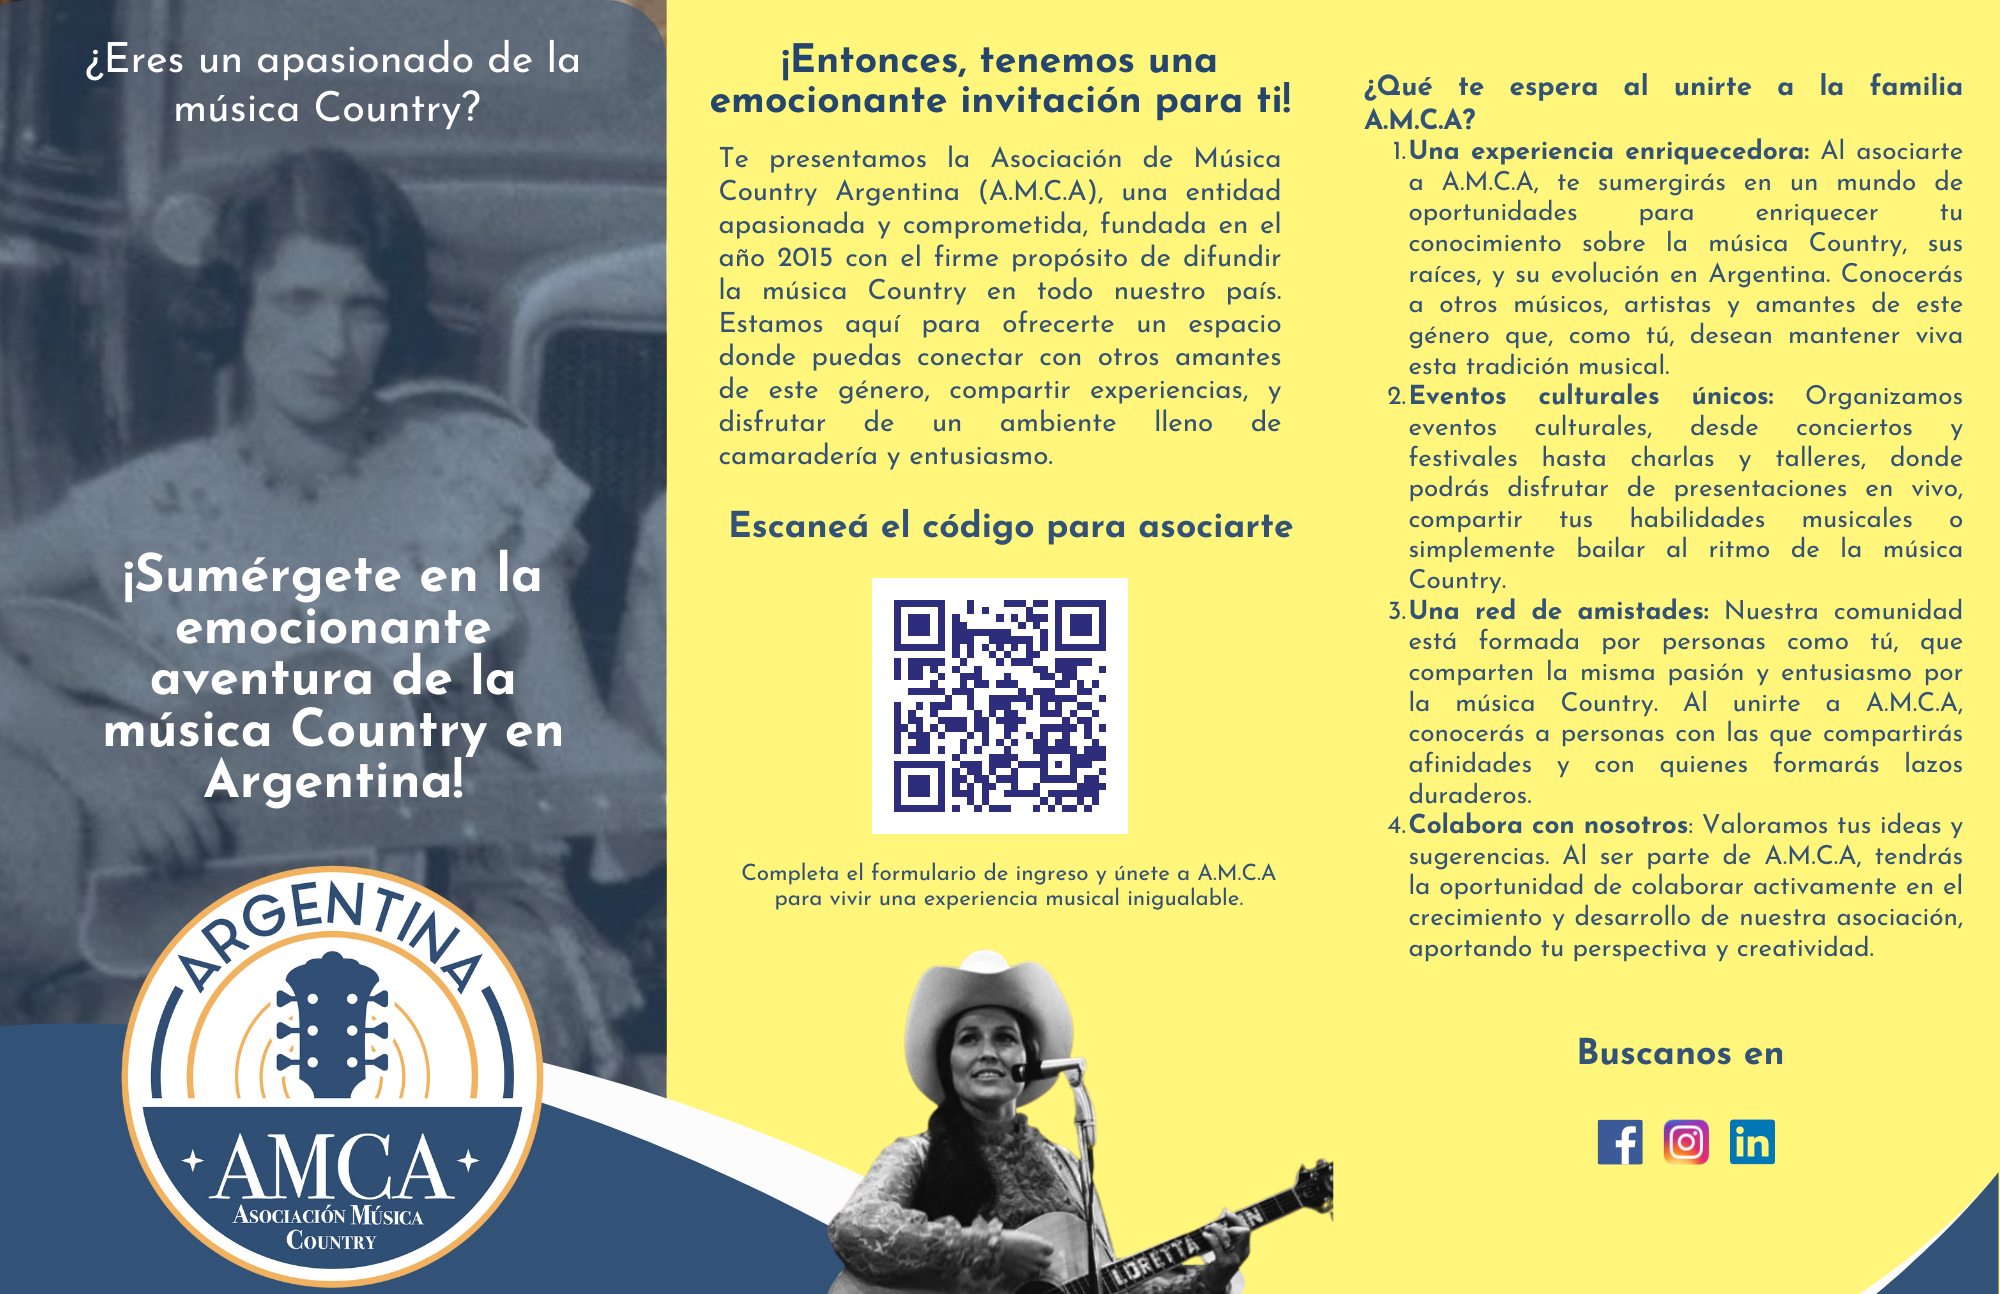 ¿Eres un apasionado de la
música Country?
¡Sumérgete en la
emocionante
aventura de la
música Country en
Argentina!
ARGENTINA
AMCA
ASOCIACIÓN MÚSICA
COUNTRY
¡Entonces, tenemos una
emocionante invitación para ti!
Te presentamos la Asociación de Música
Country Argentina (A.M.C.A), una entidad
apasionada y comprometida, fundada en el
año 2015 con el firme propósito de difundir
la música Country en todo nuestro país.
Estamos aquí para ofrecerte un espacio
donde puedas conectar con otros amantes
de este género, compartir experiencias, y
disfrutar de un ambiente lleno de
camaradería y entusiasmo.
Escaneá el código para asociarte
Completa el formulario de ingreso y únete a A.M.C.A
para vivir una experiencia musical inigualable.
LORETTA
¿Qué te espera al unirte a la familia
A.M.C.A?
1. Una experiencia enriquecedora: Al asociarte
a A.M.C.A, te sumergirás en un mundo de
oportunidades para enriquecer tu
conocimiento sobre la música Country, sus
raíces, y su evolución en Argentina. Conocerás
a otros músicos, artistas y amantes de este
género que, como tú, desean mantener viva
esta tradición musical.
2. Eventos culturales únicos: Organizamos
eventos culturales, desde conciertos y
festivales hasta charlas y talleres, donde
podrás disfrutar de presentaciones en vivo,
compartir tus habilidades musicales o
simplemente bailar al ritmo de la música
Country.
3. Una red de amistades: Nuestra comunidad
está formada por personas como tú, que
comparten la misma pasión y entusiasmo por
la música Country. Al unirte a A.M.C.A,
conocerás a personas con las que compartirás
afinidades y con quienes formarás lazos
duraderos.
4. Colabora con nosotros: Valoramos tus ideas y
sugerencias. Al ser parte de A.M.C.A, tendrás
la oportunidad de colaborar activamente en el
crecimiento y desarrollo de nuestra asociación,
aportando tu perspectiva y creatividad.
Buscanos en
f
in